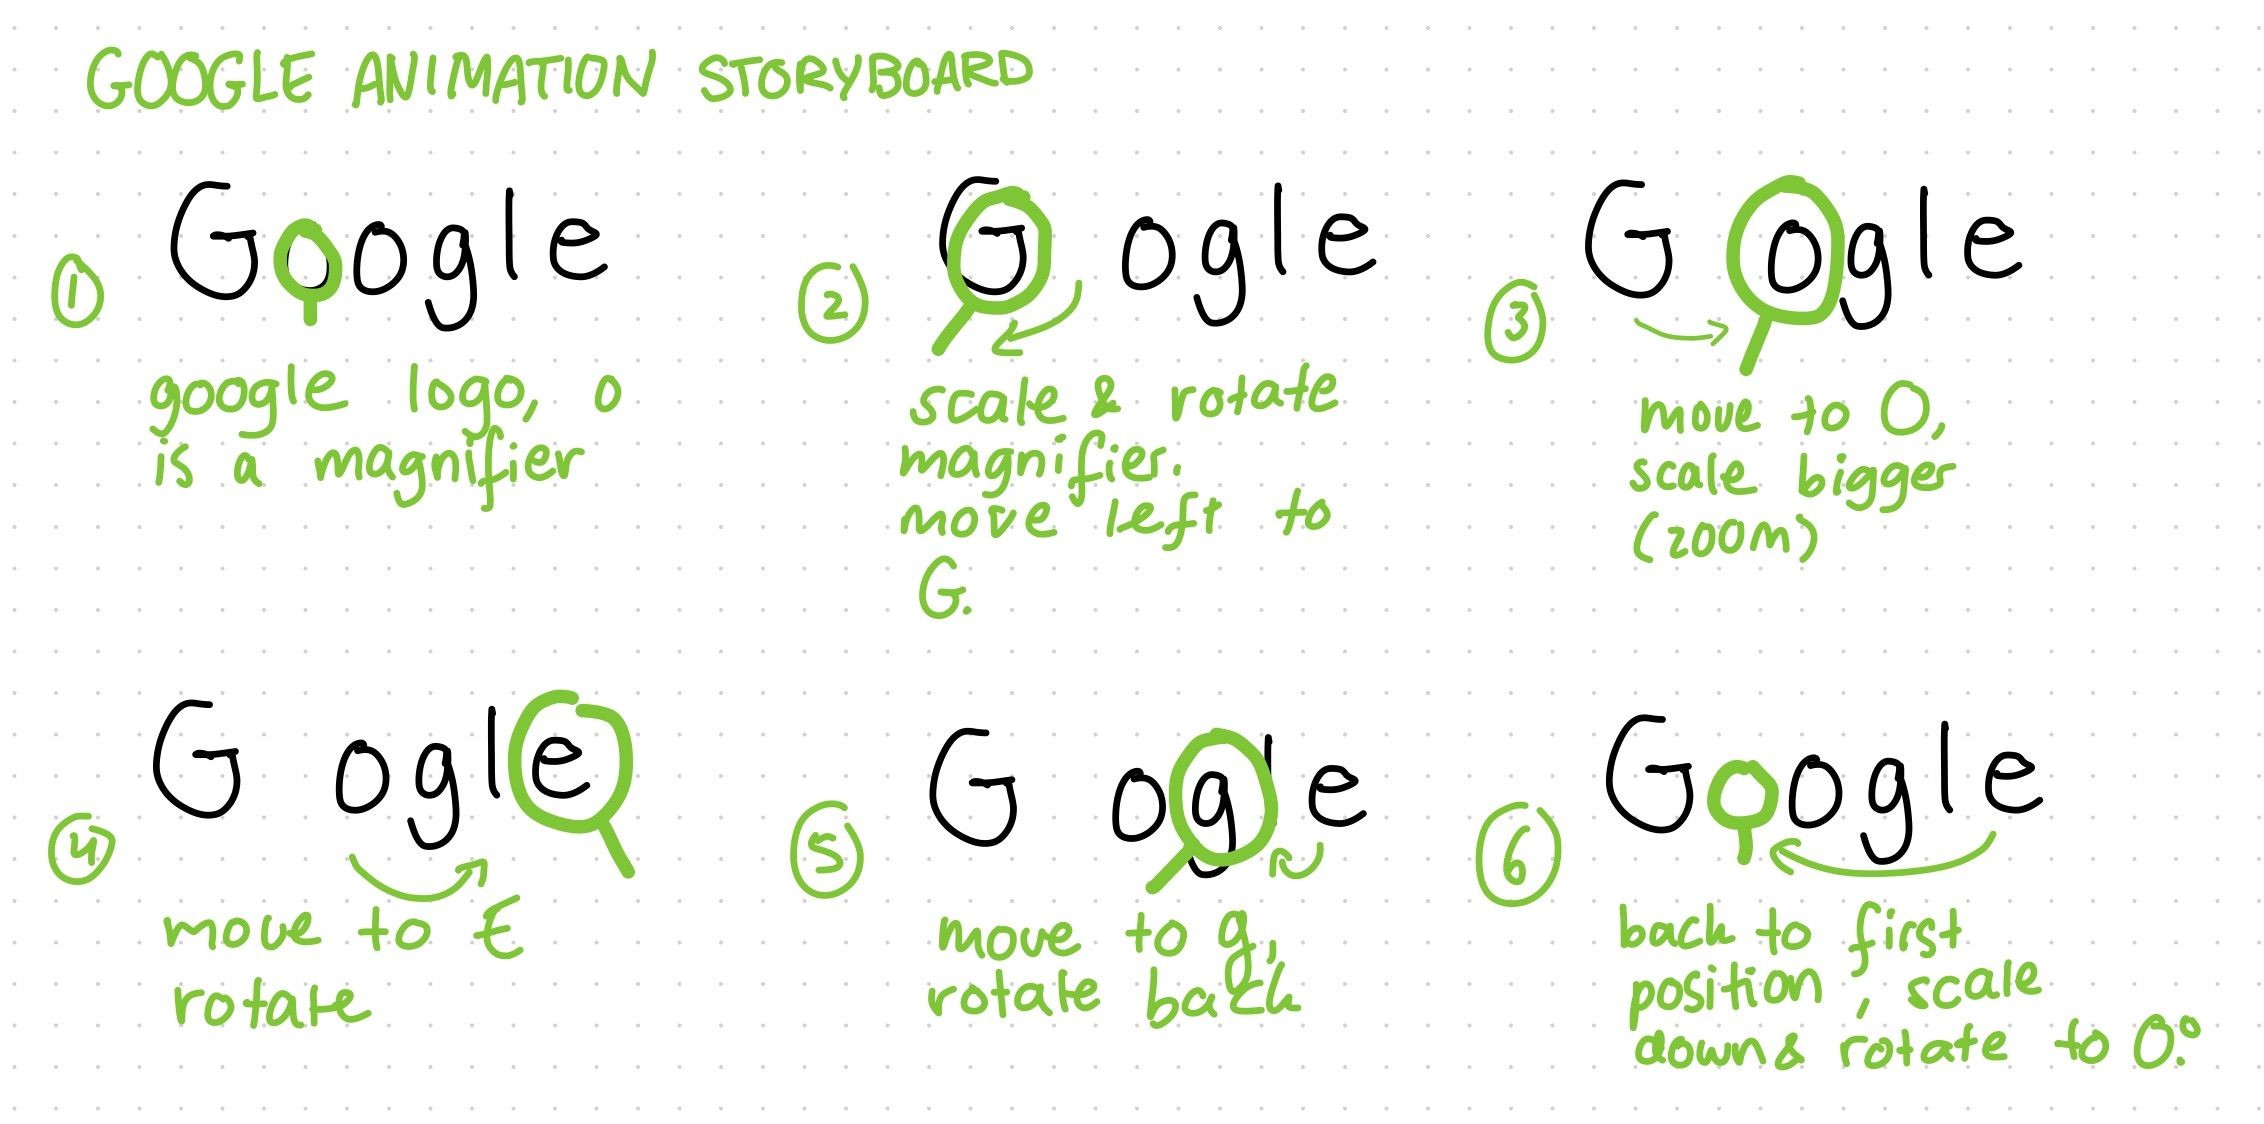 GOOGLE ANIMATION STORYBOARD
1
Google
google logo, o
is a magnifier
2
G ogle
scale & rotate
magnifier.
move left to
G.
3
G ogle
move to O,
scale bigger
(zoom)
4
G ogle
move to E
rotate
5
G ogle
move to g,
rotate back
6
Google
back to first
position, scale
down & rotate to 0.°